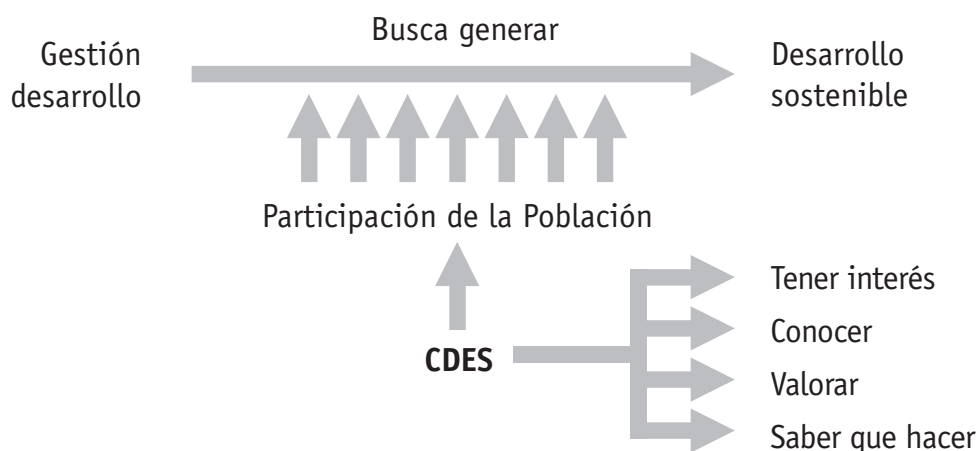 Busca generar
Gestión
desarrollo
Desarrollo
sostenible
Participación de la Población
CDES
Tener interés
Conocer
Valorar
Saber que hacer